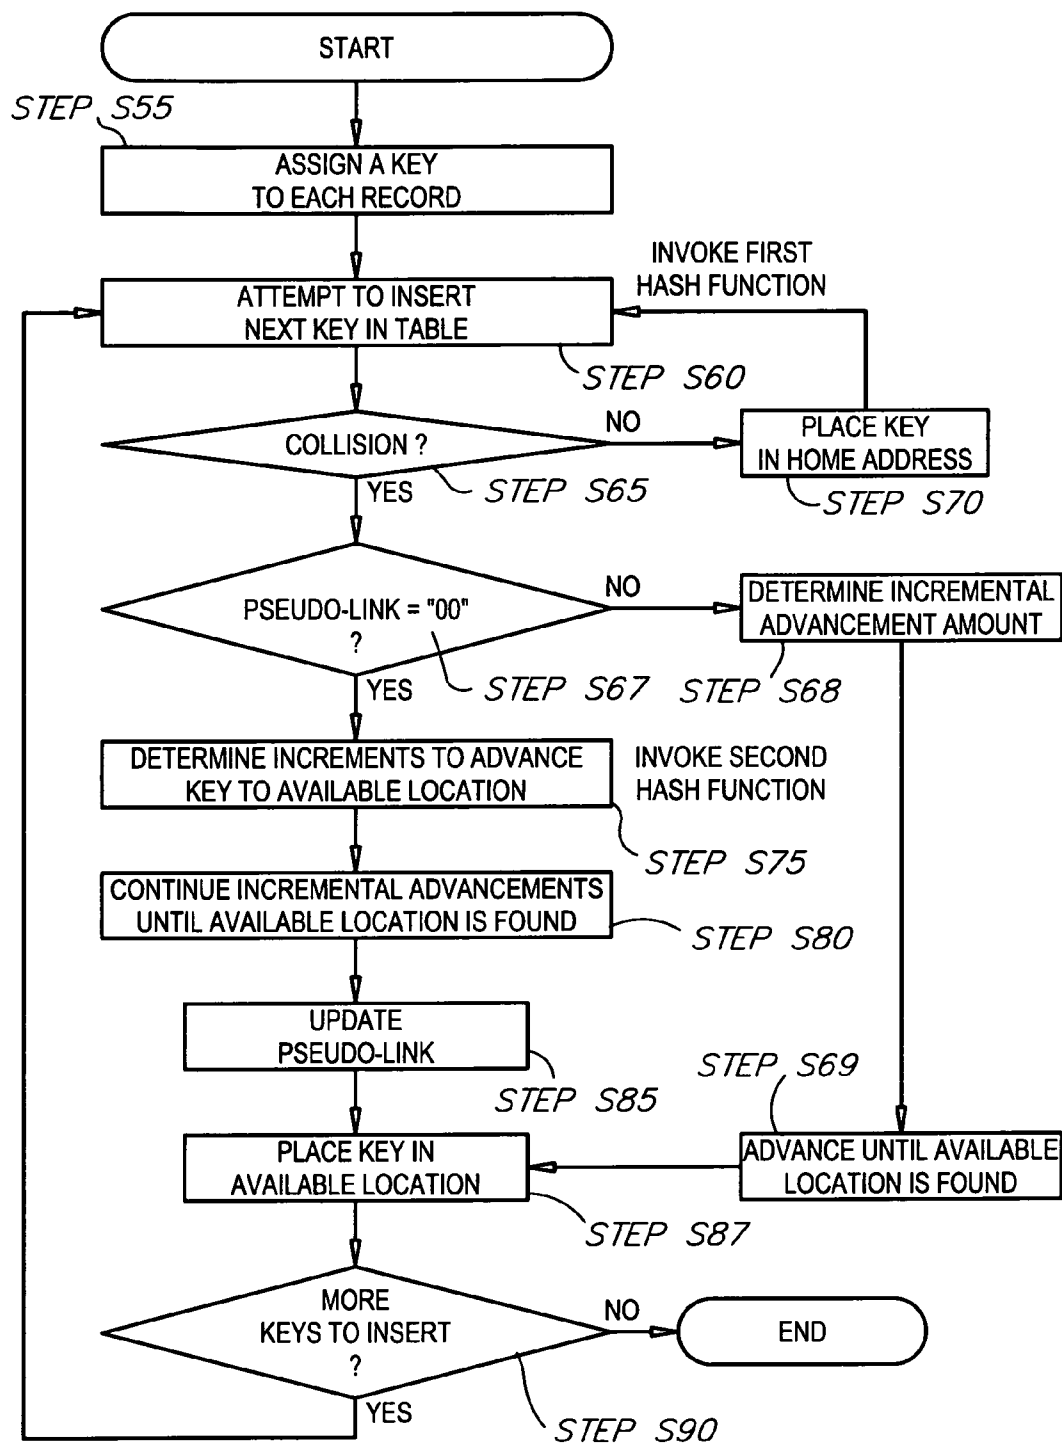 START
STEP S55
ASSIGN A KEY
TO EACH RECORD
INVOKE FIRST
HASH FUNCTION
ATTEMPT TO INSERT
NEXT KEY IN TABLE
STEP S60
COLLISION ?
NO
PLACE KEY
IN HOME ADDRESS
YES
STEP S65
STEP S70
PSEUDO-LINK = "00"
?
NO
DETERMINE INCREMENTAL
ADVANCEMENT AMOUNT
YES
STEP S67
STEP S68
DETERMINE INCREMENTS TO ADVANCE
KEY TO AVAILABLE LOCATION
INVOKE SECOND
HASH FUNCTION
STEP S75
CONTINUE INCREMENTAL ADVANCEMENTS
UNTIL AVAILABLE LOCATION IS FOUND
STEP S80
UPDATE
PSEUDO-LINK
STEP S85
STEP S69
PLACE KEY IN
AVAILABLE LOCATION
ADVANCE UNTIL AVAILABLE
LOCATION IS FOUND
STEP S87
MORE
KEYS TO INSERT
?
NO
END
YES
STEP S90